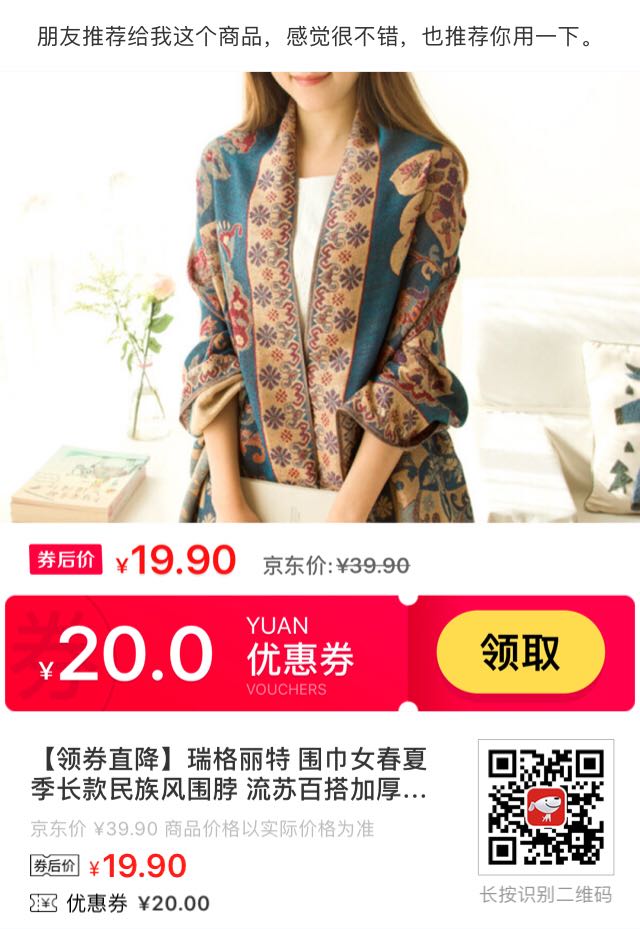 朋友推荐给我这个商品，感觉很不错，也推荐你用一下。
券后价 ¥19.90 京东价:¥39.90
券
¥20.0 YUAN 优惠券 VOUCHERS 领取
【领券直降】瑞格丽特 围巾女春夏
季长款民族风围脖 流苏百搭加厚...
京东价 ¥39.90 商品价格以实际价格为准
券后价 ¥19.90
优惠券 ¥20.00
长按识别二维码